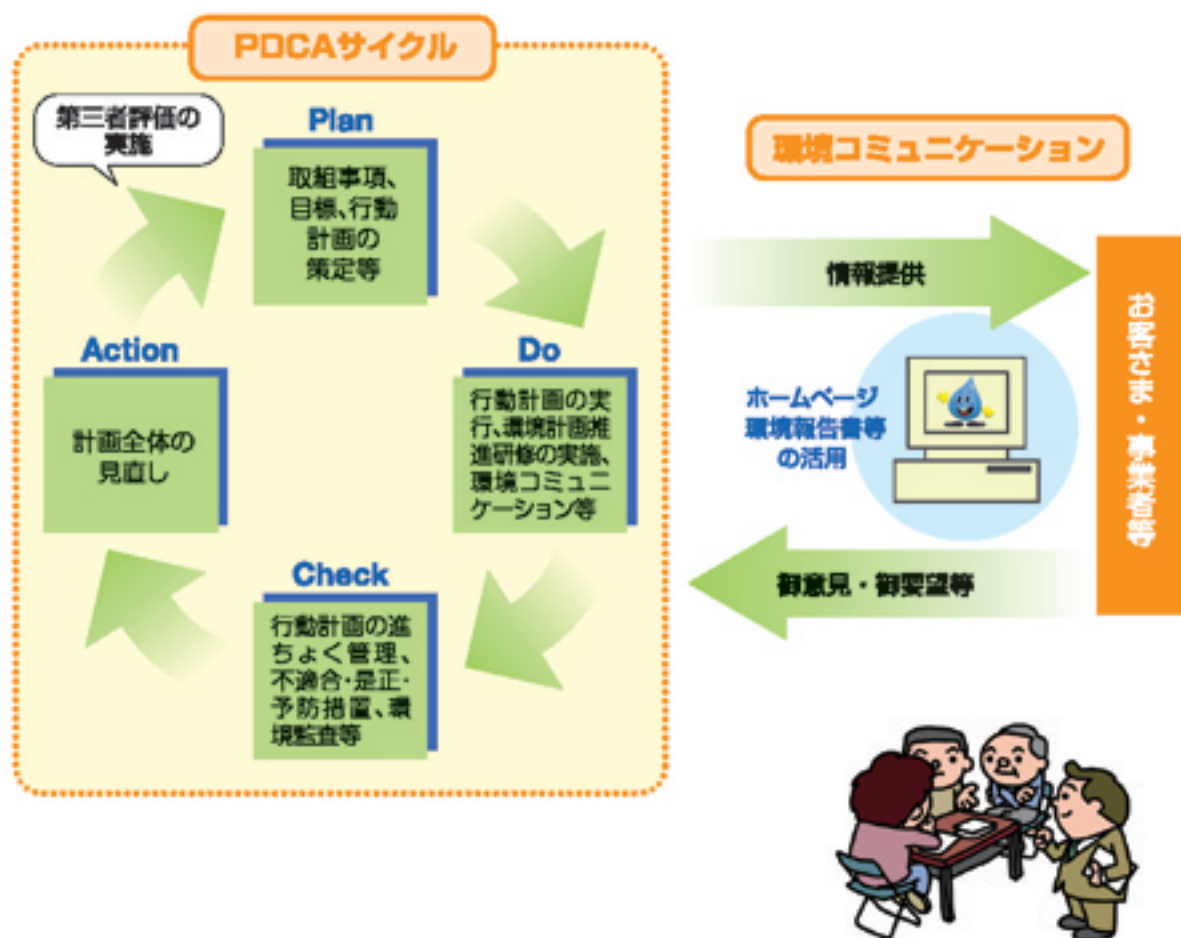 PDCAサイクル
第三者評価の
実施
Plan
取組事項、
目標、行動
計画の
策定等
Do
行動計画の実
行、環境計画推
進研修の実施、
環境コミュニ
ケーション等
Check
行動計画の進
ちょく管理、
不適合・是正・
予防措置、環
境監査等
Action
計画全体の
見直し
環境コミュニケーション
情報提供
ホームページ
環境報告書等
の活用
御意見・御要望等
お客さま・事業者等